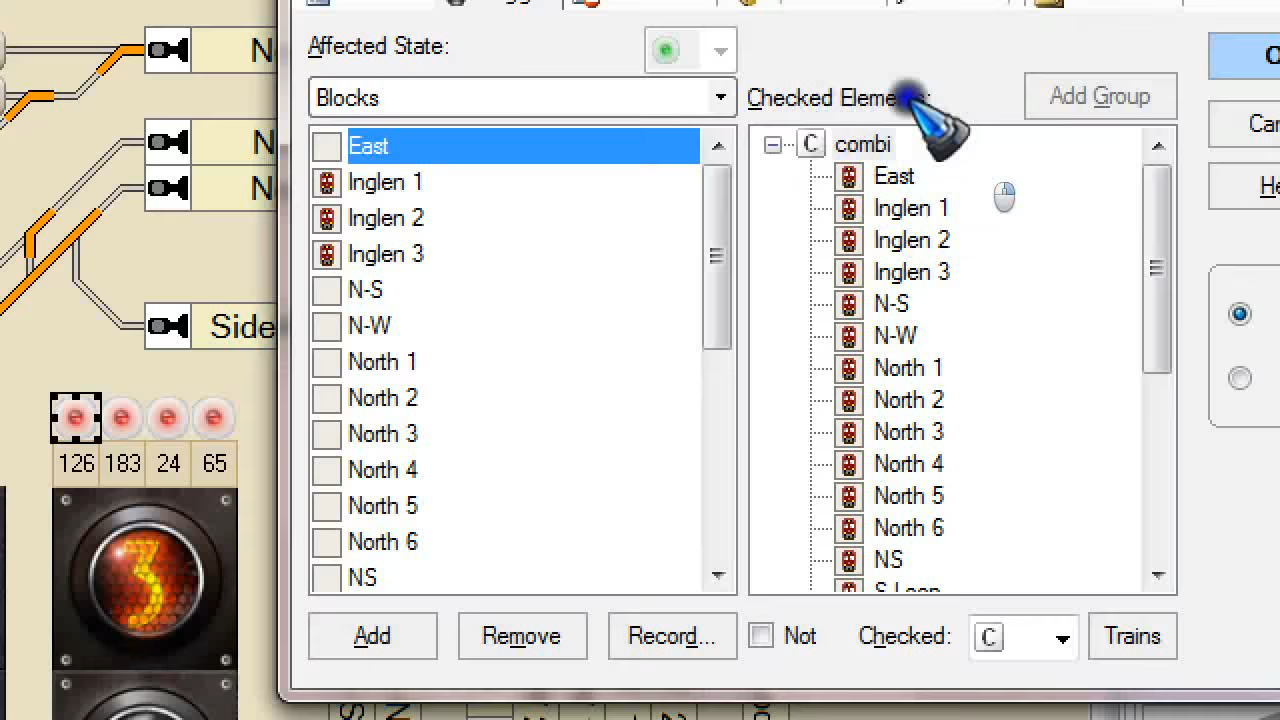 Affected State:
Blocks
Checked Eleme
Add Group
East
Inglen 1
Inglen 2
Inglen 3
N-S
N-W
North 1
North 2
North 3
North 4
North 5
North 6
NS
C combi
East
Inglen 1
Inglen 2
Inglen 3
N-S
N-W
North 1
North 2
North 3
North 4
North 5
North 6
NS
S Loop
Add
Remove
Record...
Not
Checked:
C
Trains
Side
126 183 24 65
3